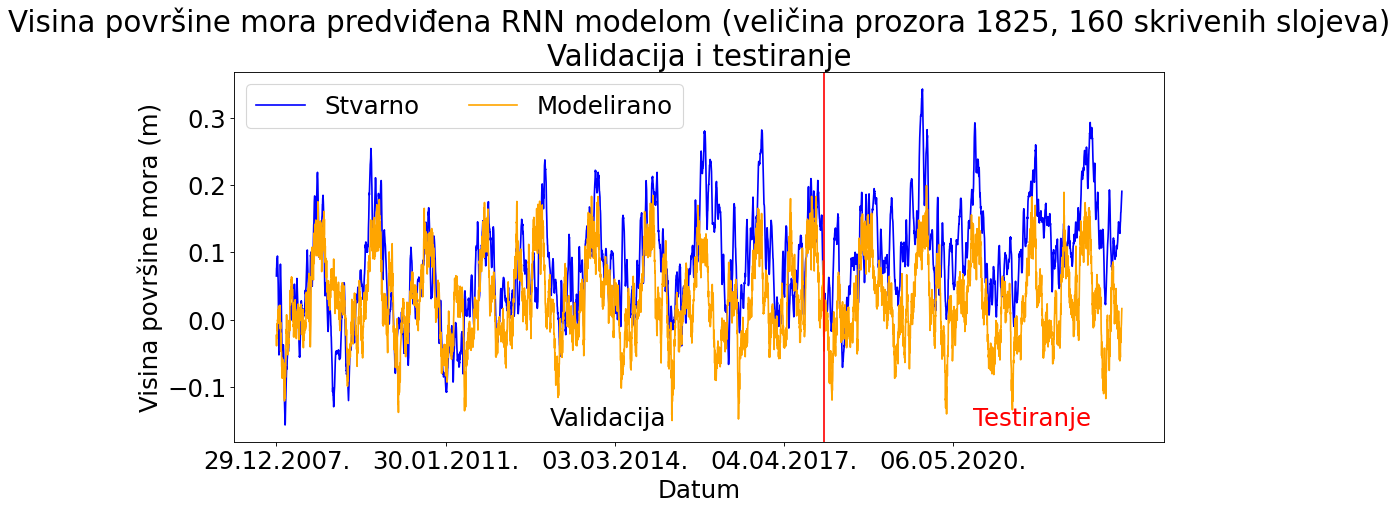 Visina površine mora predviđena RNN modelom (veličina prozora 1825, 160 skrivenih slojeva)
Validacija i testiranje
Stvarno
Modelirano
Visina površine mora (m)
0.3
0.2
0.1
0.0
−0.1
Validacija
Testiranje
29.12.2007.
30.01.2011.
03.03.2014.
04.04.2017.
06.05.2020.
Datum